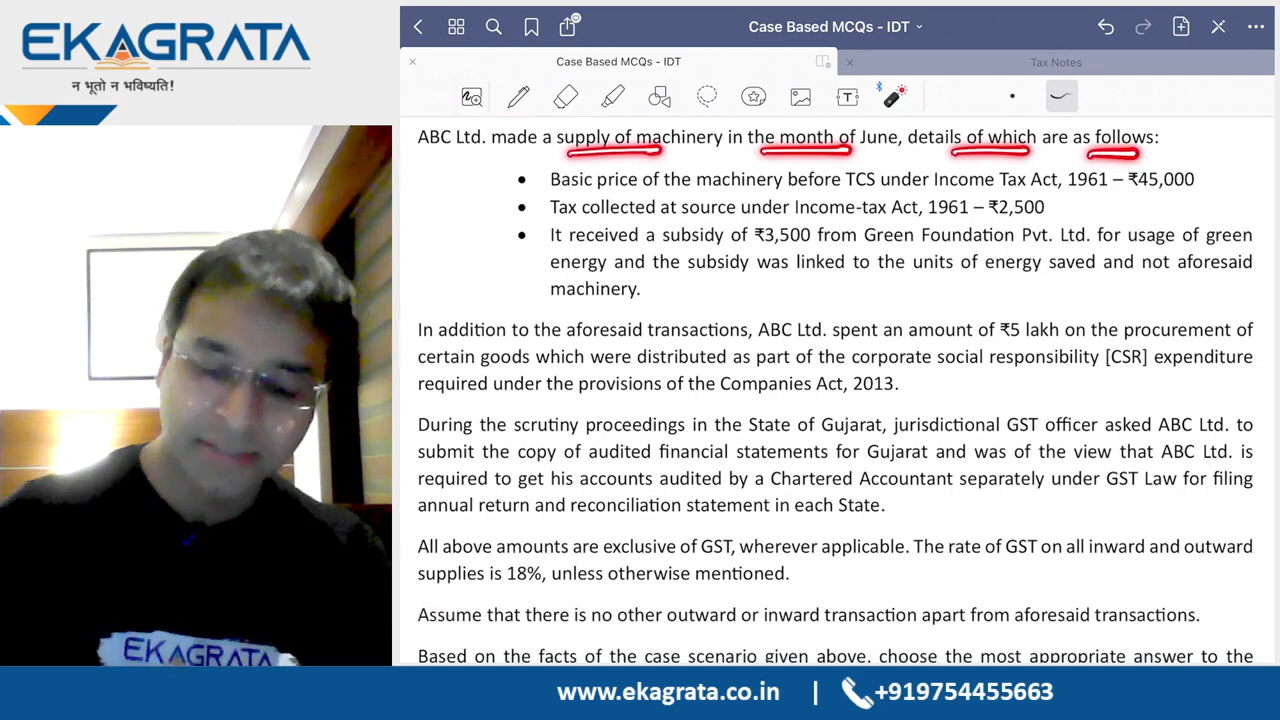 EKAGRATA
न भूतो न भविष्यति!
Case Based MCQs - IDT
Case Based MCQs - IDT
Tax Notes
ABC Ltd. made a supply of machinery in the month of June, details of which are as follows:
• Basic price of the machinery before TCS under Income Tax Act, 1961 – ₹45,000
• Tax collected at source under Income-tax Act, 1961 – ₹2,500
• It received a subsidy of ₹3,500 from Green Foundation Pvt. Ltd. for usage of green
energy and the subsidy was linked to the units of energy saved and not aforesaid
machinery.
In addition to the aforesaid transactions, ABC Ltd. spent an amount of ₹5 lakh on the procurement of
certain goods which were distributed as part of the corporate social responsibility [CSR] expenditure
required under the provisions of the Companies Act, 2013.
During the scrutiny proceedings in the State of Gujarat, jurisdictional GST officer asked ABC Ltd. to
submit the copy of audited financial statements for Gujarat and was of the view that ABC Ltd. is
required to get his accounts audited by a Chartered Accountant separately under GST Law for filing
annual return and reconciliation statement in each State.
All above amounts are exclusive of GST, wherever applicable. The rate of GST on all inward and outward
supplies is 18%, unless otherwise mentioned.
Assume that there is no other outward or inward transaction apart from aforesaid transactions.
Based on the facts of the case scenario given above, choose the most appropriate answer to the
EKAGRATA
www.ekagrata.co.in | +919754455663